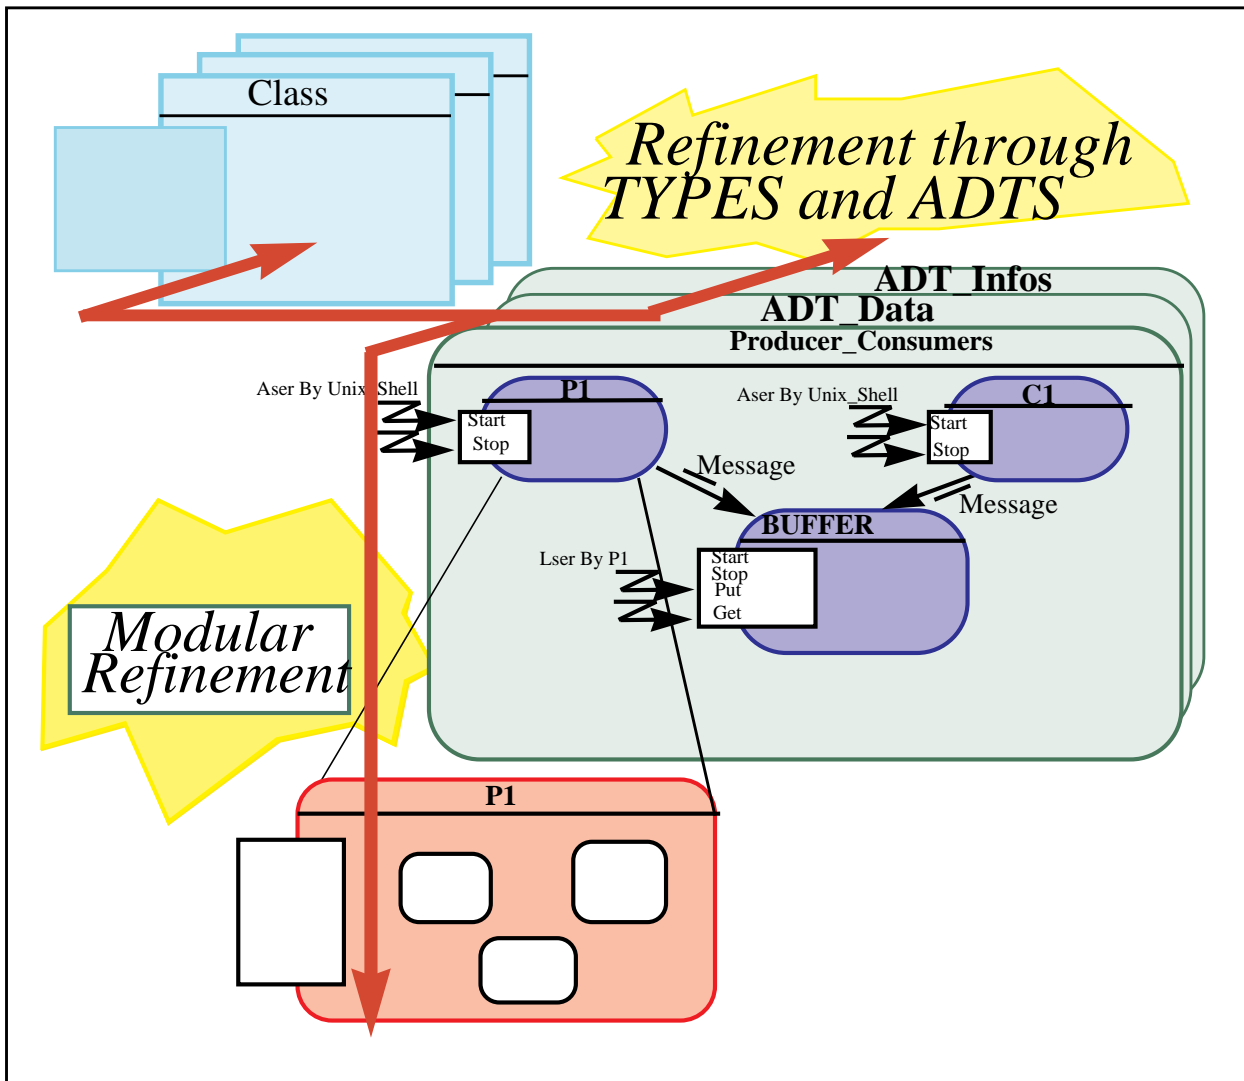 Class
Refinement through
TYPES and ADTS
ADT_Infos
ADT_Data
Producer_Consumers
Aser By Unix_Shell
P1
Start
Stop
Aser By Unix_Shell
C1
Start
Stop
Message
Message
BUFFER
Lser By P1
Start
Stop
Put
Get
Modular
Refinement
P1